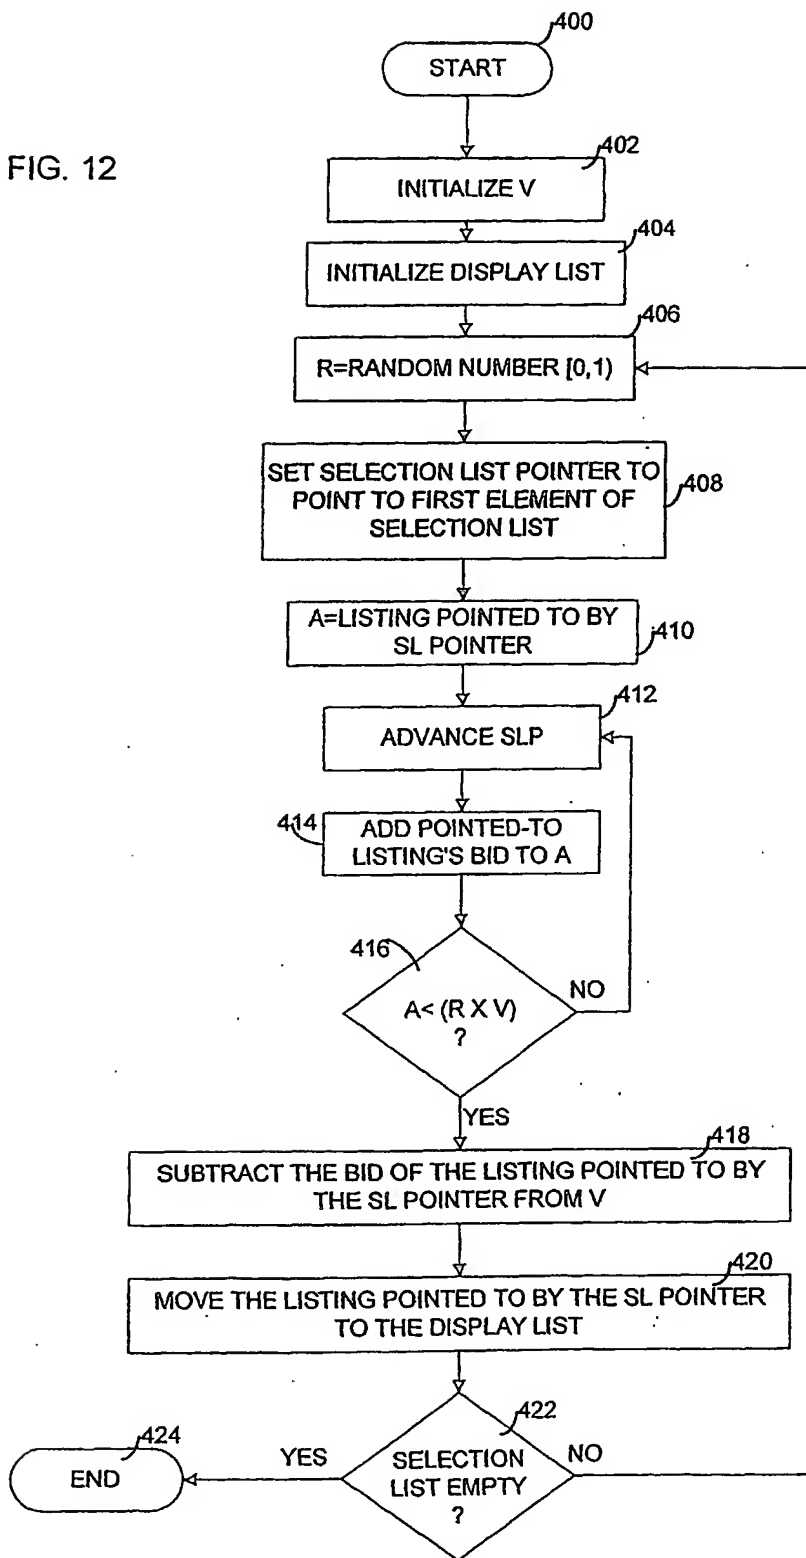 400
START
FIG. 12
402
INITIALIZE V
404
INITIALIZE DISPLAY LIST
406
R=RANDOM NUMBER [0,1)
SET SELECTION LIST POINTER TO
POINT TO FIRST ELEMENT OF
SELECTION LIST
408
A=LISTING POINTED TO BY
SL POINTER
410
412
ADVANCE SLP
414
ADD POINTED-TO
LISTING'S BID TO A
416
A< (R X V)
?
NO
YES
418
SUBTRACT THE BID OF THE LISTING POINTED TO BY
THE SL POINTER FROM V
420
MOVE THE LISTING POINTED TO BY THE SL POINTER
TO THE DISPLAY LIST
422
SELECTION
LIST EMPTY
?
YES
NO
424
END